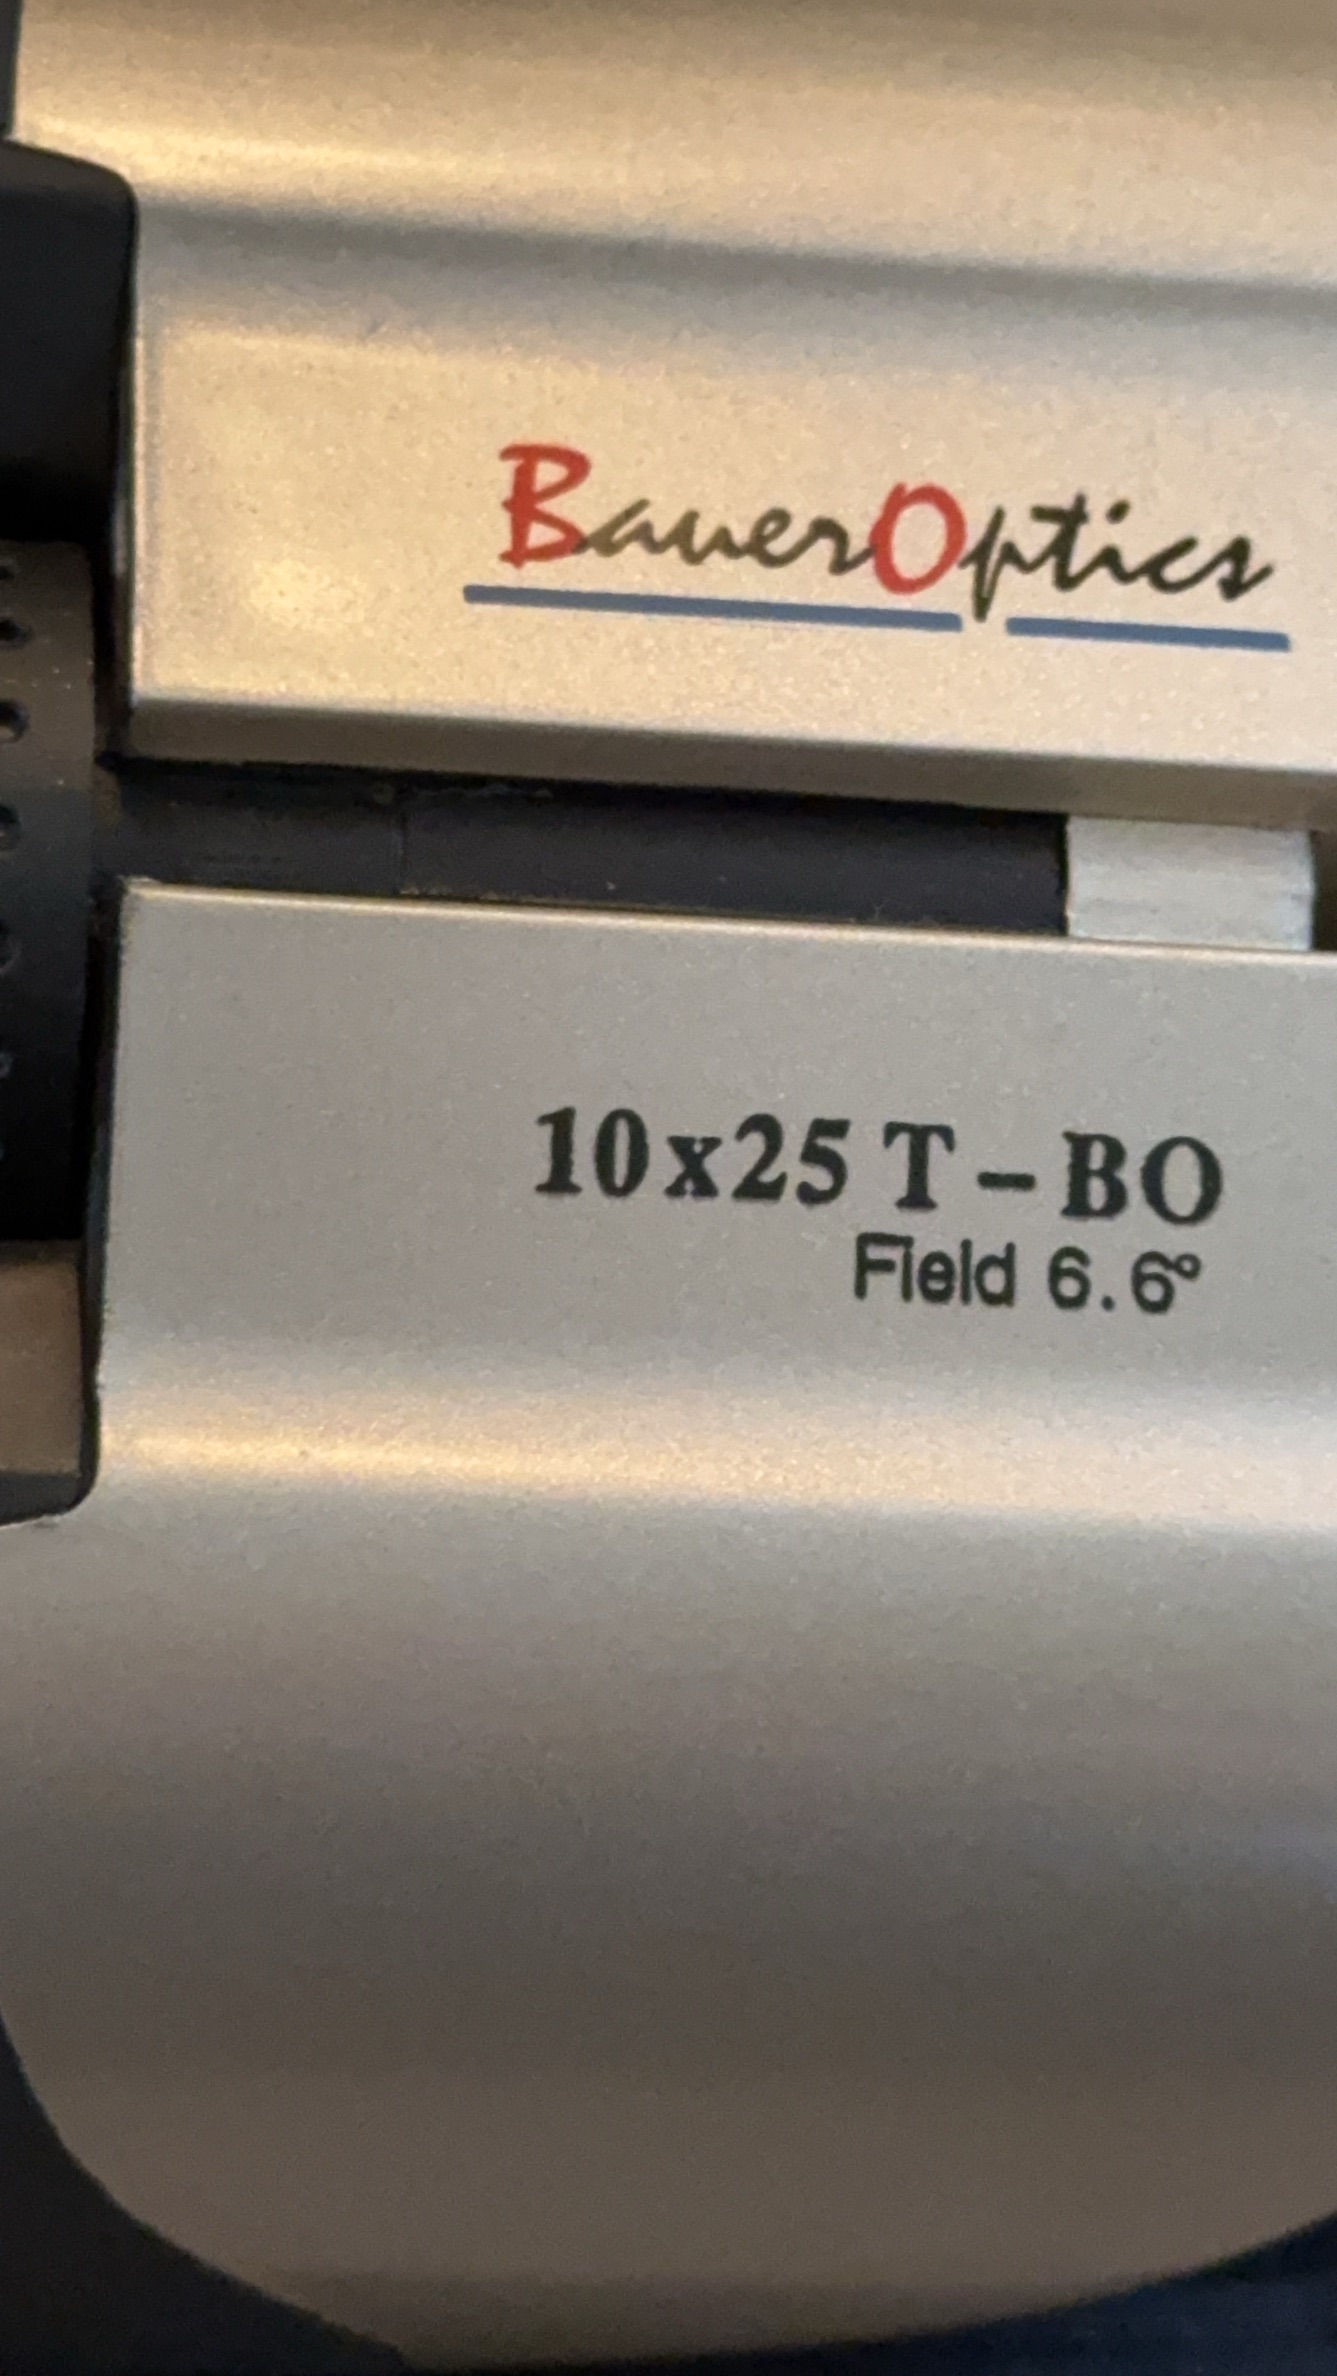 BauerOptics
10x25 T-BO
Field 6.6°